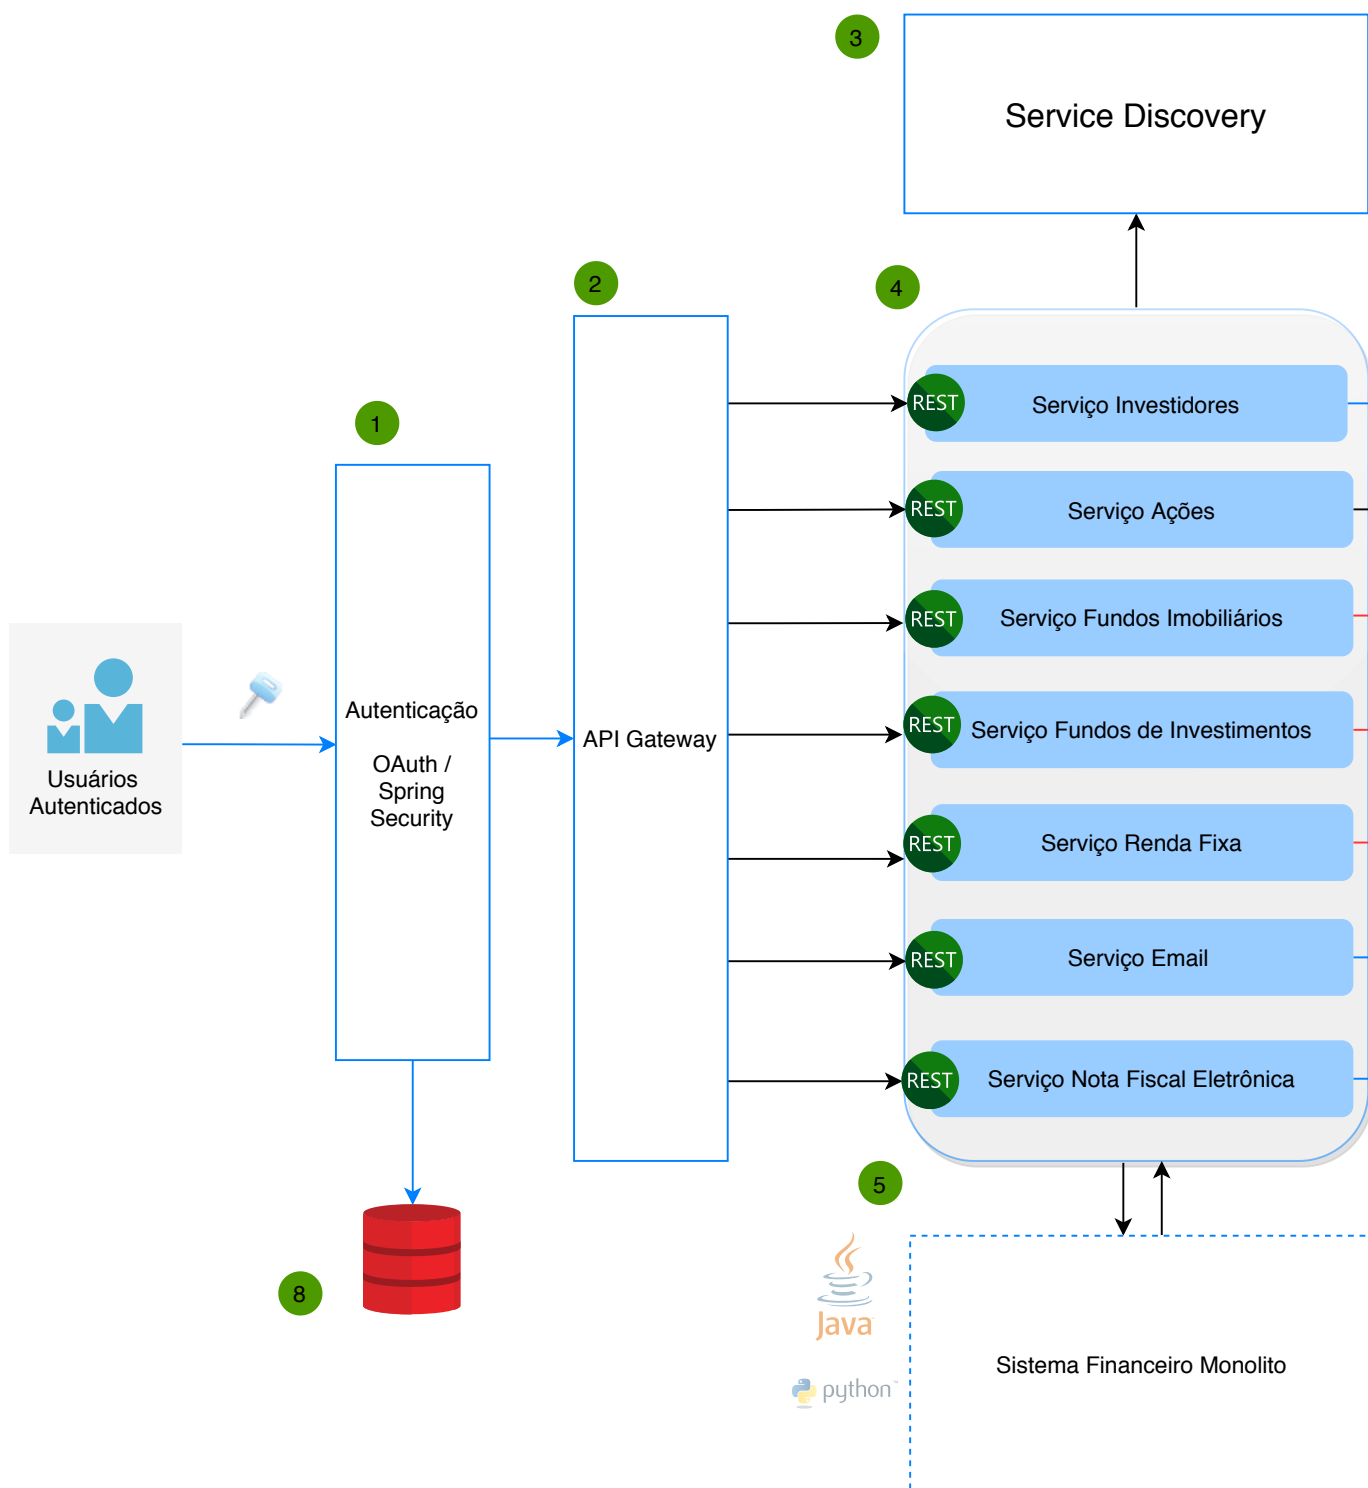 3
Service Discovery
2
4
1
REST
Serviço Investidores
REST
Serviço Ações
REST
Serviço Fundos Imobiliários
REST
Serviço Fundos de Investimentos
REST
Serviço Renda Fixa
REST
Serviço Email
REST
Serviço Nota Fiscal Eletrônica
Usuários
Autenticados
Autenticação
OAuth /
Spring
Security
API Gateway
5
8
Java
python
Sistema Financeiro Monolito